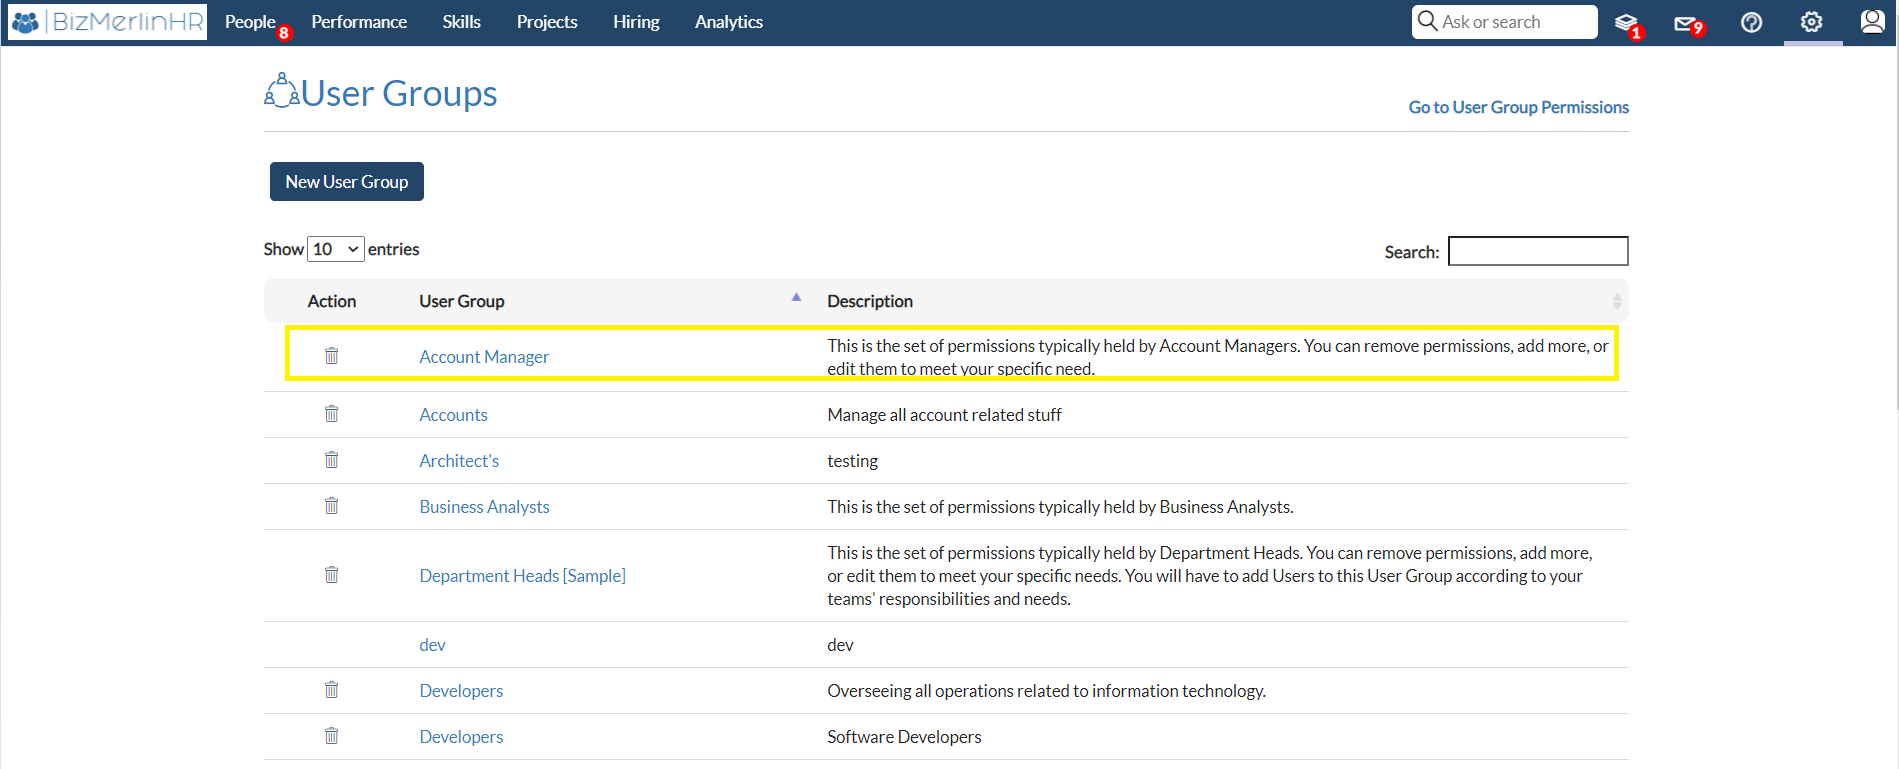 BizMerlinHR People 8 Performance Skills Projects Hiring Analytics Ask or search 1 9
User Groups
Go to User Group Permissions
New User Group
Show 10 entries
Search:
Action User Group Description
Account Manager This is the set of permissions typically held by Account Managers. You can remove permissions, add more, or
edit them to meet your specific need.
Accounts Manage all account related stuff
Architect's testing
Business Analysts This is the set of permissions typically held by Business Analysts.
Department Heads [Sample] This is the set of permissions typically held by Department Heads. You can remove permissions, add more,
or edit them to meet your specific needs. You will have to add Users to this User Group according to your
teams' responsibilities and needs.
dev dev
Developers Overseeing all operations related to information technology.
Developers Software Developers